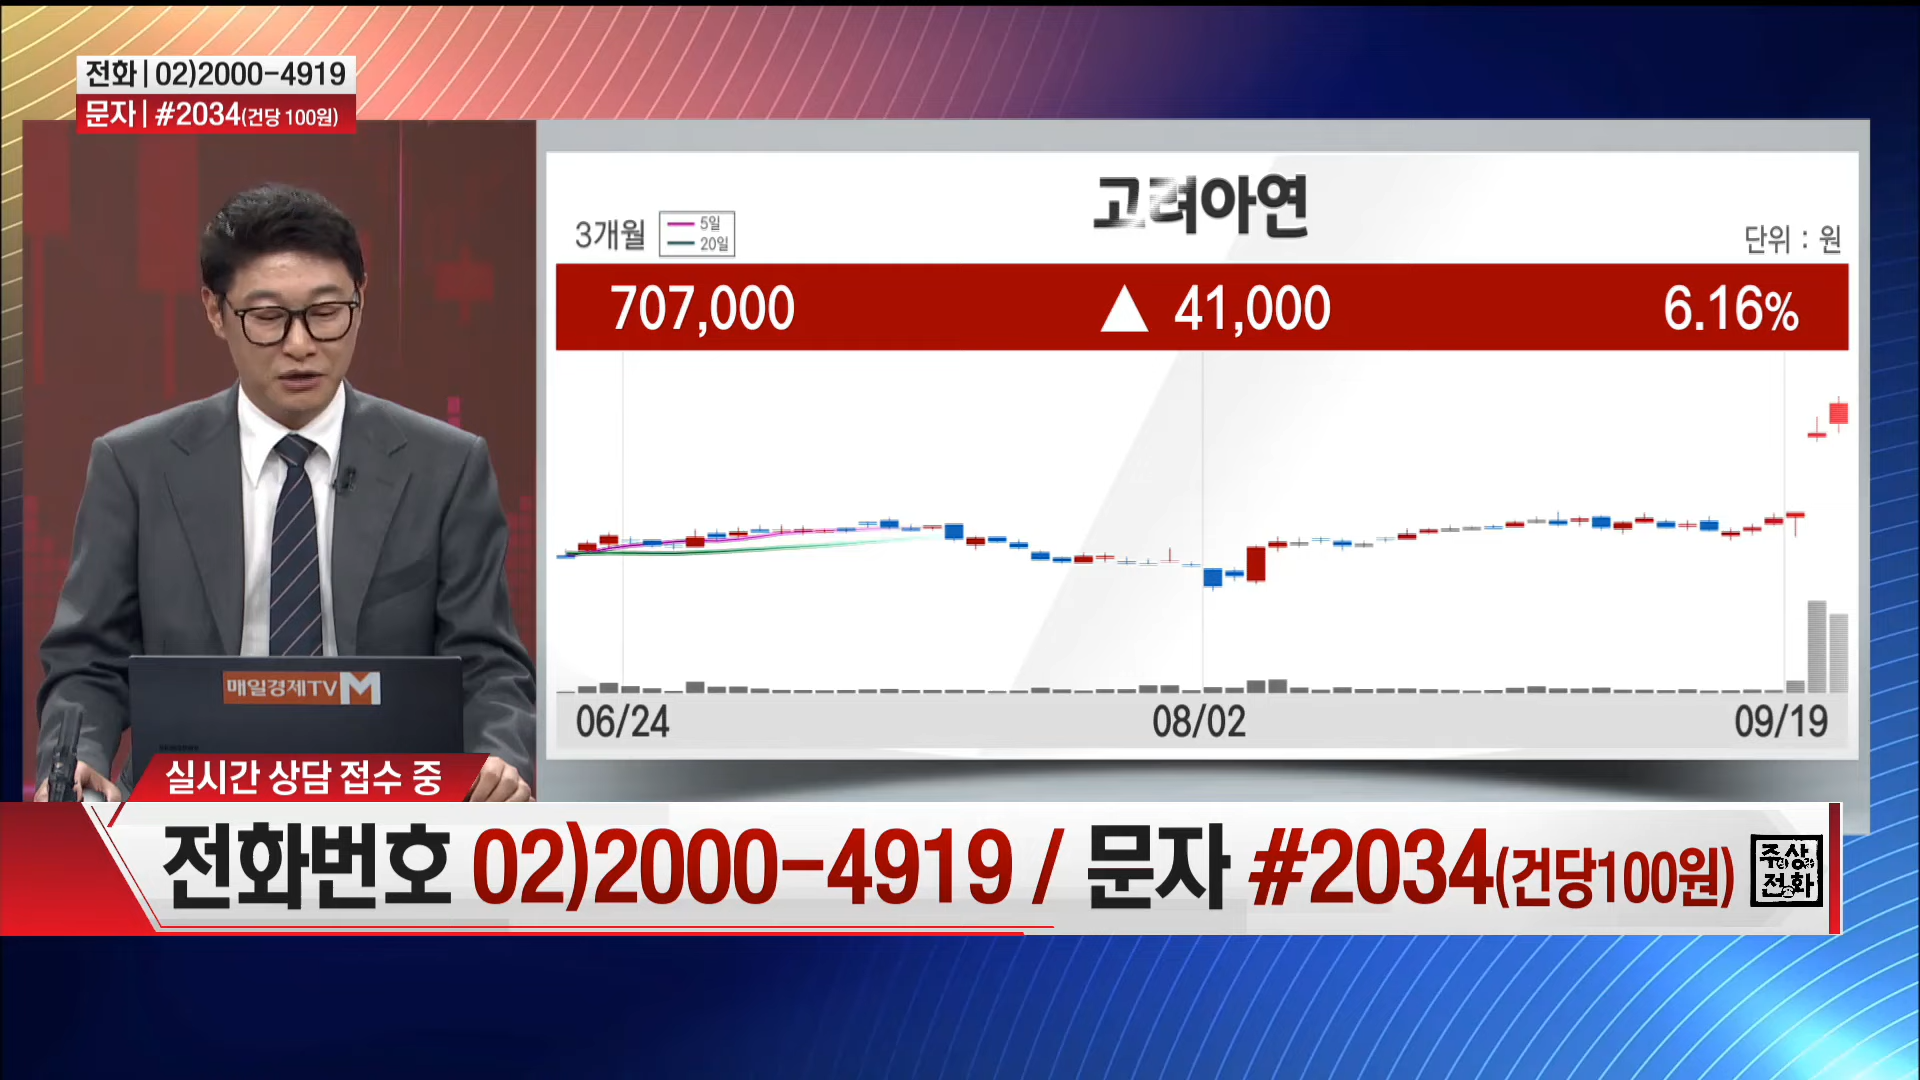 전화 | 02)2000-4919
문자 | #2034(건당 100원)
고려아연
3개월
5일
20일
단위 : 원
707,000 ▲ 41,000 6.16%
06/24 08/02 09/19
매일경제TV M
실시간 상담 접수 중
전화번호 02)2000-4919 / 문자 #2034(건당100원)
주상
전화